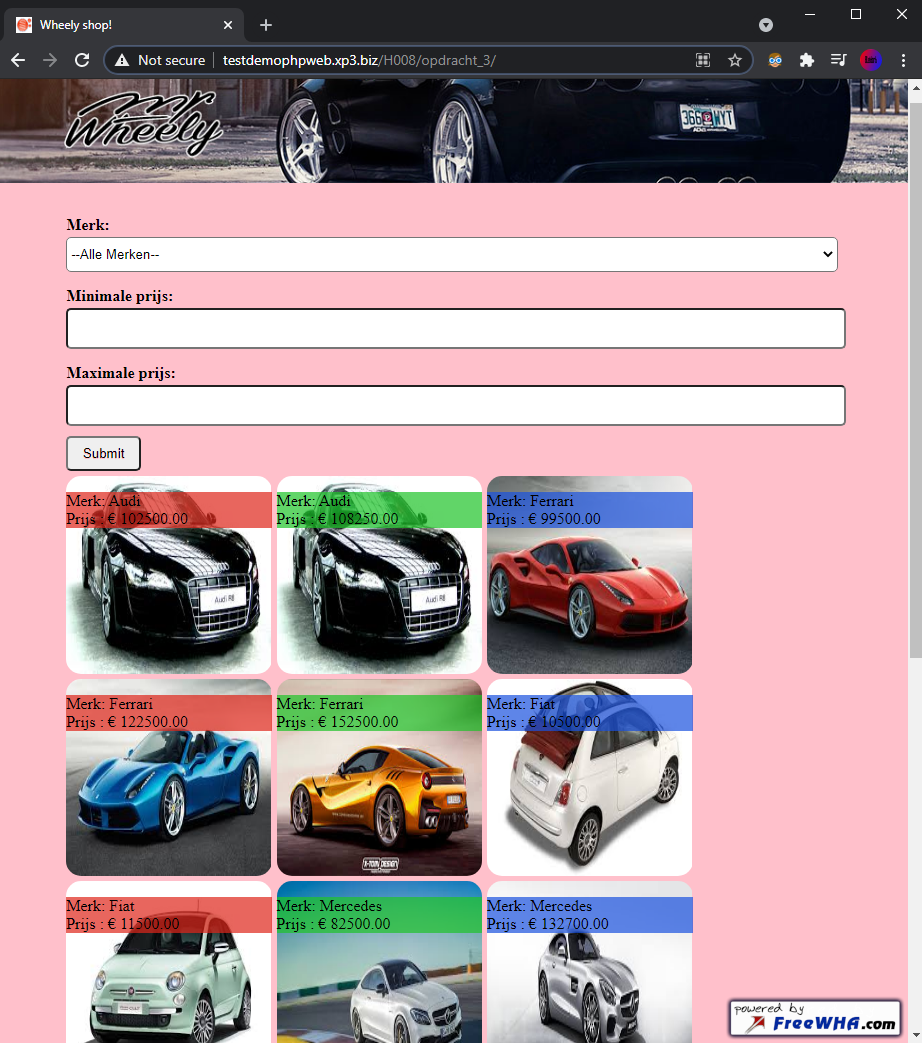 Wheely shop!
Not secure
testdemophpweb.xp3.biz/H008/opdracht_3/
mr
Wheely
366 WYT
Merk:
--Alle Merken--
Minimale prijs:
Maximale prijs:
Submit
Merk: Audi
Prijs : € 102500.00
Audi R8
Merk: Audi
Prijs : € 108250.00
Audi R8
Merk: Ferrari
Prijs : € 99500.00
Merk: Ferrari
Prijs : € 122500.00
Merk: Ferrari
Prijs : € 152500.00
X-TOMI DESIGN
Merk: Fiat
Prijs : € 10500.00
Merk: Fiat
Prijs : € 11500.00
Merk: Mercedes
Prijs : € 82500.00
Merk: Mercedes
Prijs : € 132700.00
powered by
FreeWHA.com